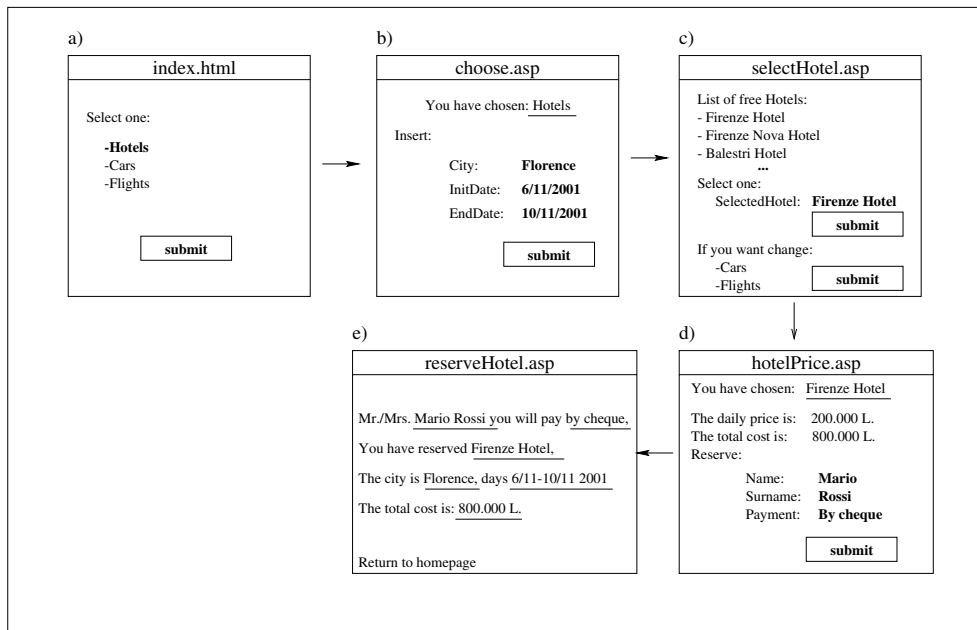 a)
index.html
Select one:
-Hotels
-Cars
-Flights
submit
b)
choose.asp
You have chosen: Hotels
Insert:
City: Florence
InitDate: 6/11/2001
EndDate: 10/11/2001
submit
c)
selectHotel.asp
List of free Hotels:
- Firenze Hotel
- Firenze Nova Hotel
- Balestri Hotel
...
Select one:
SelectedHotel: Firenze Hotel
submit
If you want change:
-Cars
-Flights
submit
d)
hotelPrice.asp
You have chosen: Firenze Hotel
The daily price is: 200.000 L.
The total cost is: 800.000 L.
Reserve:
Name: Mario
Surname: Rossi
Payment: By cheque
submit
e)
reserveHotel.asp
Mr./Mrs. Mario Rossi you will pay by cheque,
You have reserved Firenze Hotel,
The city is Florence, days 6/11-10/11 2001
The total cost is: 800.000 L.
Return to homepage